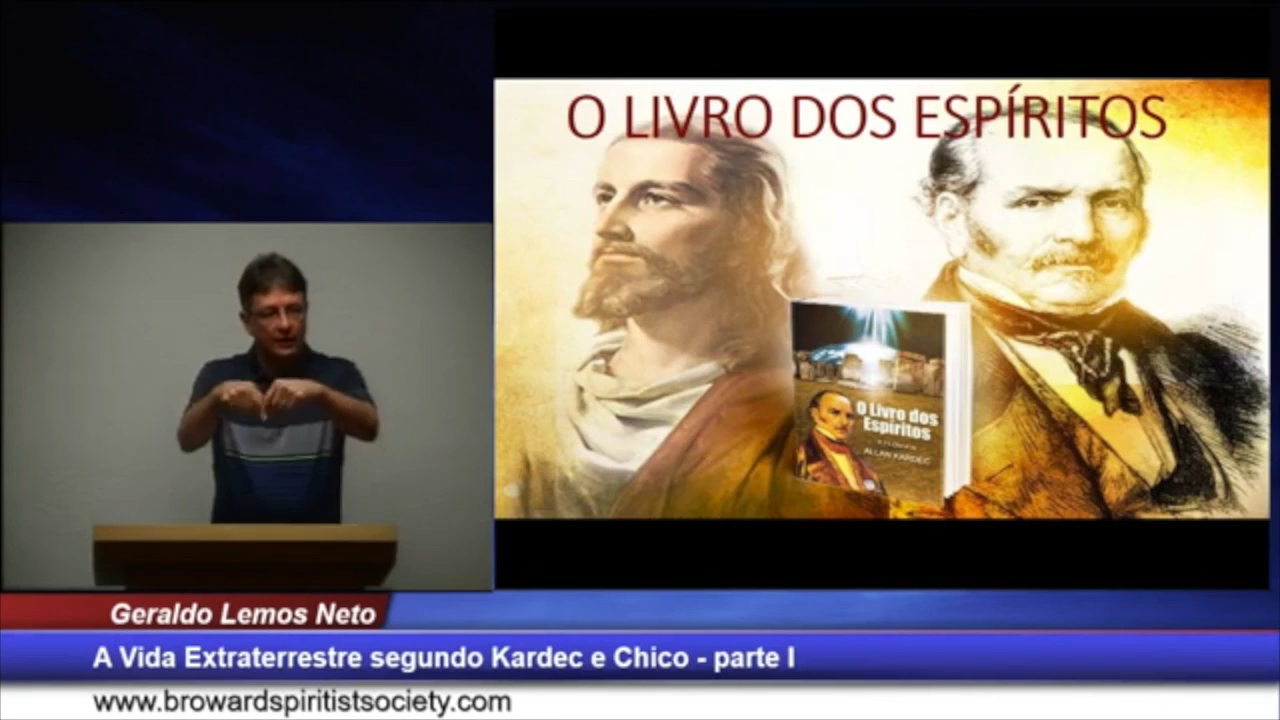 O LIVRO DOS ESPÍRITOS
O Livro dos
Espíritos
ALLAN KARDEC
Geraldo Lemos Neto
A Vida Extraterrestre segundo Kardec e Chico - parte I
www.browardspiritistsociety.com